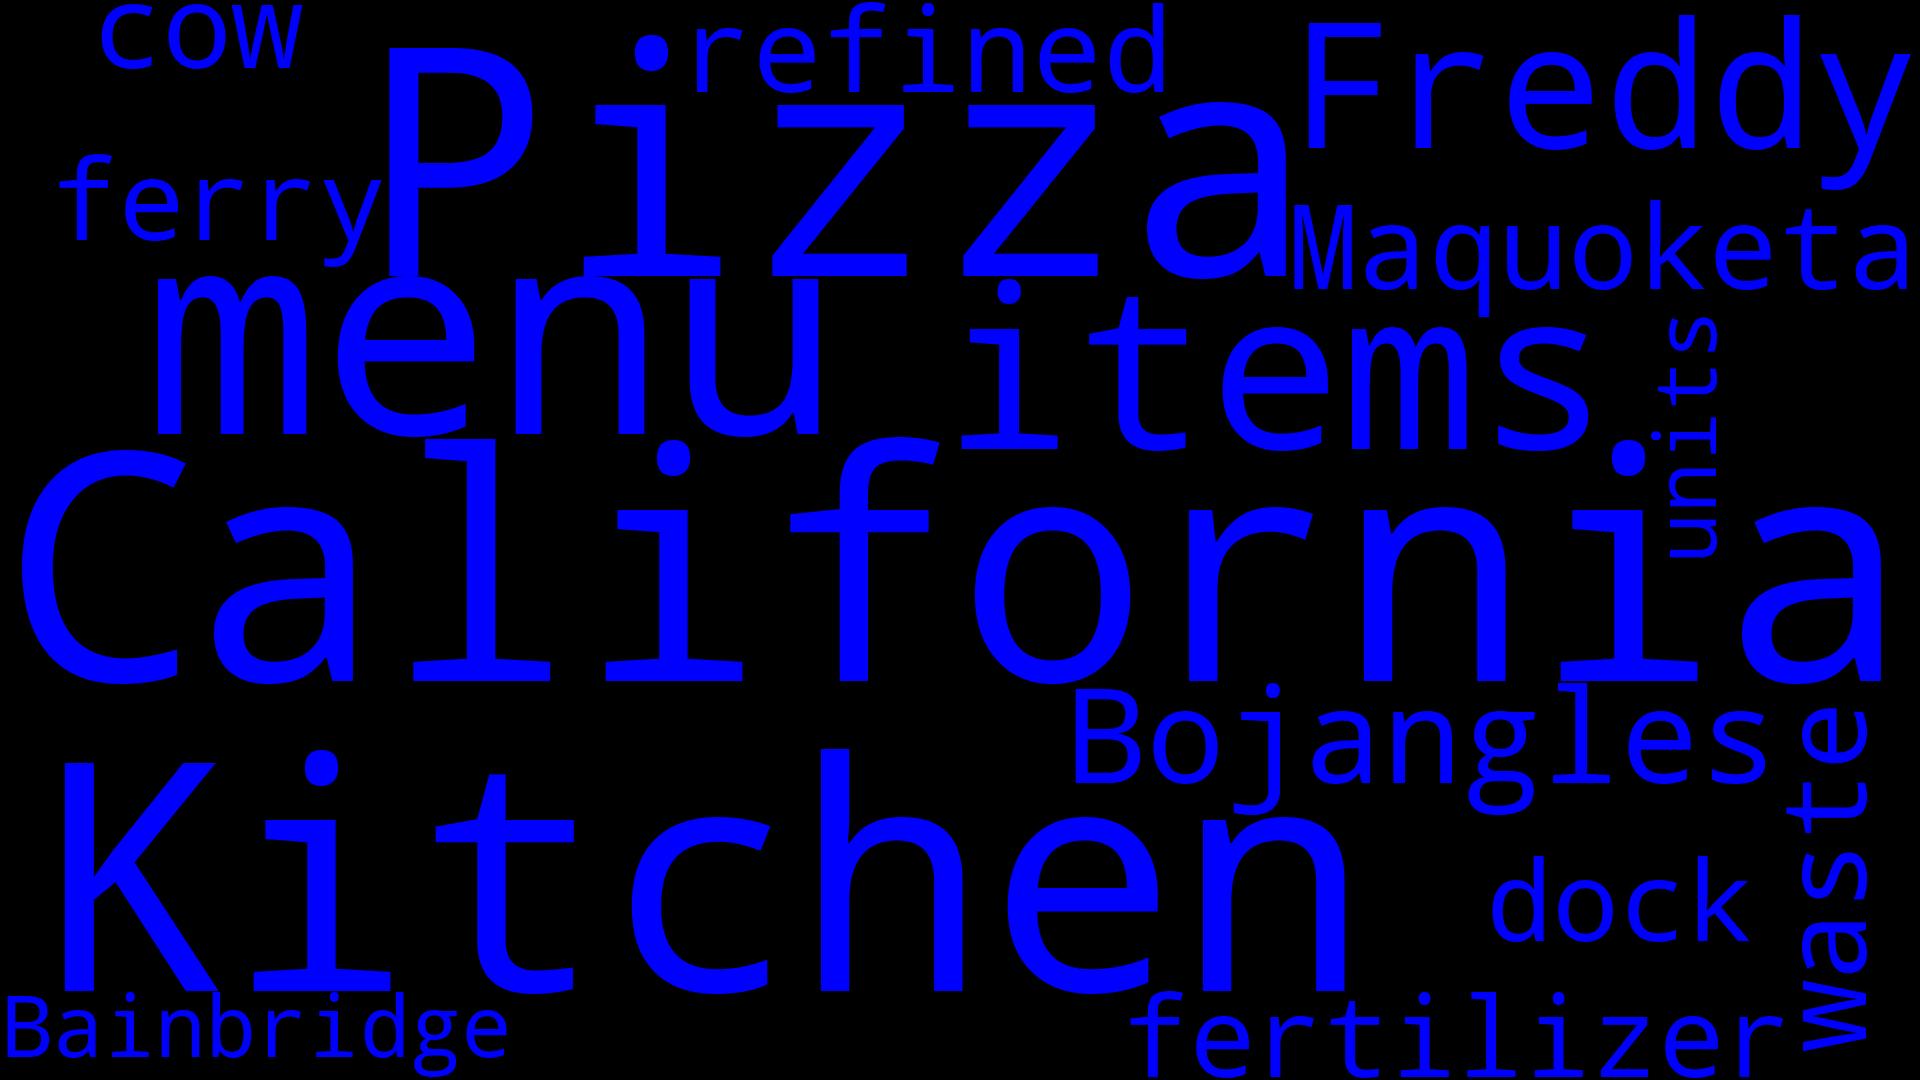 cow
refined
Freddy
Pizza
ferry
Maquoketa
menu
items
units
California
Bojangles
waste
Kitchen
dock
Bainbridge
fertilizer